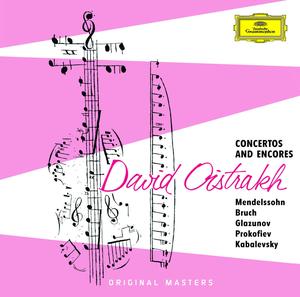 Deutsche
Grammophon
CONCERTOS
AND ENCORES
David Oistrakh
Mendelssohn
Bruch
Glazunov
Prokofiev
Kabalevsky
ORIGINAL MASTERS